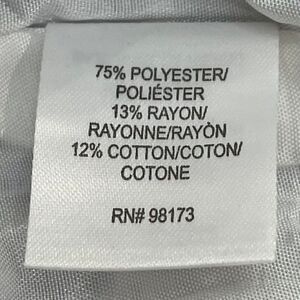 75% POLYESTER/
POLIÉSTER
13% RAYON/
RAYONNE/RAYÒN
12% COTTON/COTON/
COTONE
RN# 98173